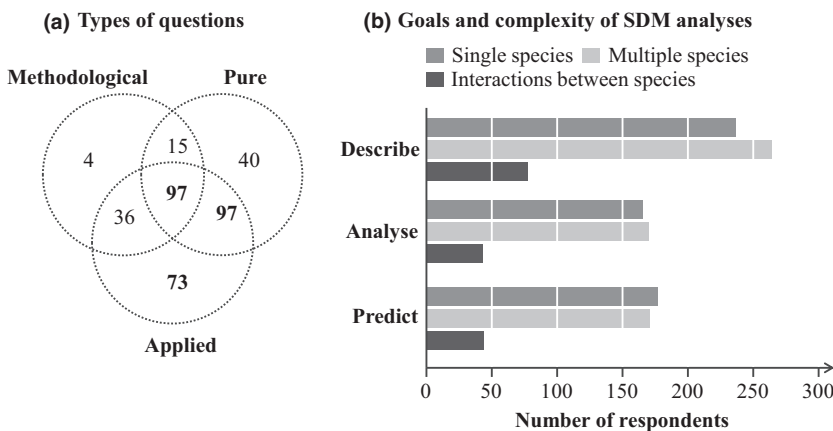 (a) Types of questions
Methodological
Pure
4
15
40
97
36
97
73
Applied
(b) Goals and complexity of SDM analyses
Single species
Multiple species
Interactions between species
Describe
Analyse
Predict
0
50
100
150
200
250
300
Number of respondents